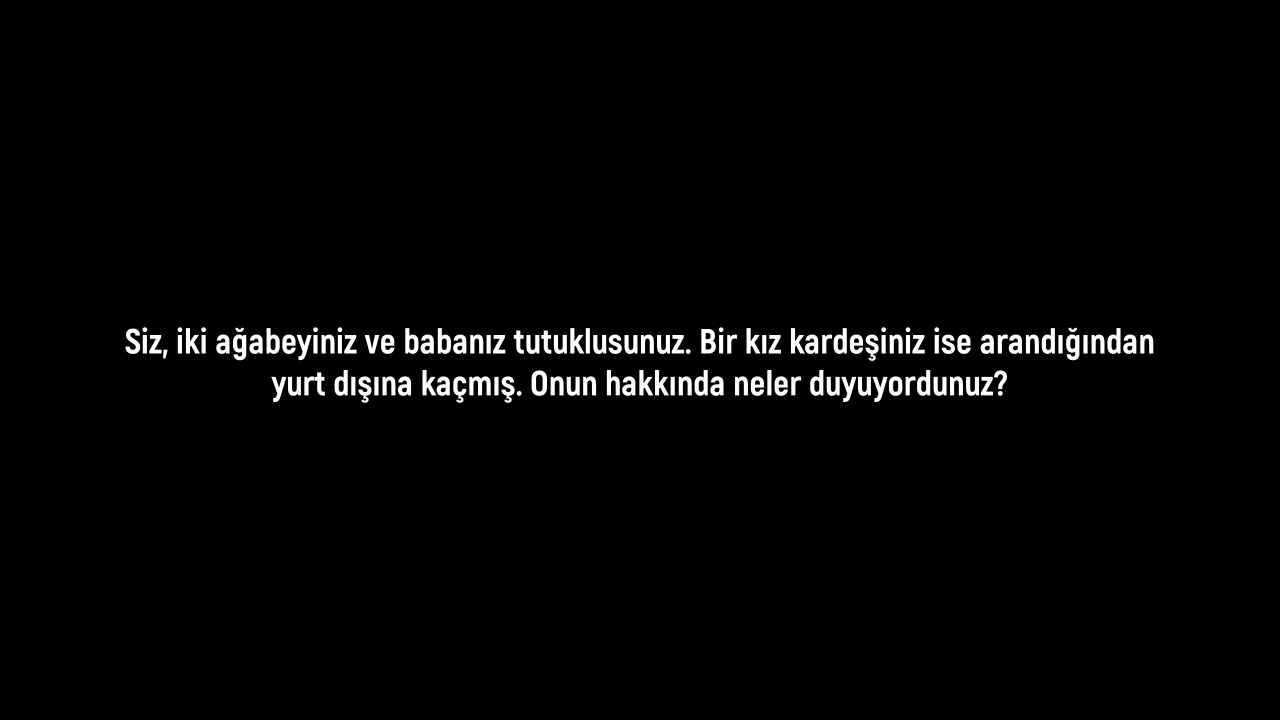 Siz, iki ağabeyiniz ve babanız tutuklusunuz. Bir kız kardeşiniz ise arandığından
yurt dışına kaçmış. Onun hakkında neler duyuyordunuz?